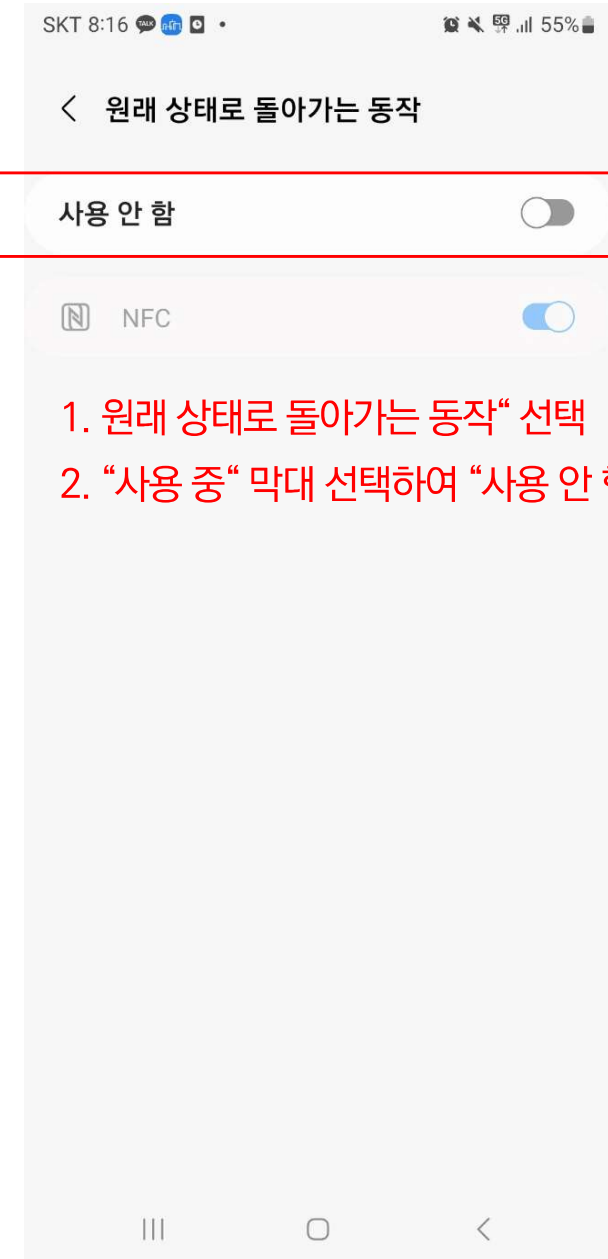 SKT 8:16
5G 55%
원래 상태로 돌아가는 동작
사용 안 함
NFC
1. 원래 상태로 돌아가는 동작“ 선택
2. “사용 중“ 막대 선택하여 “사용 안